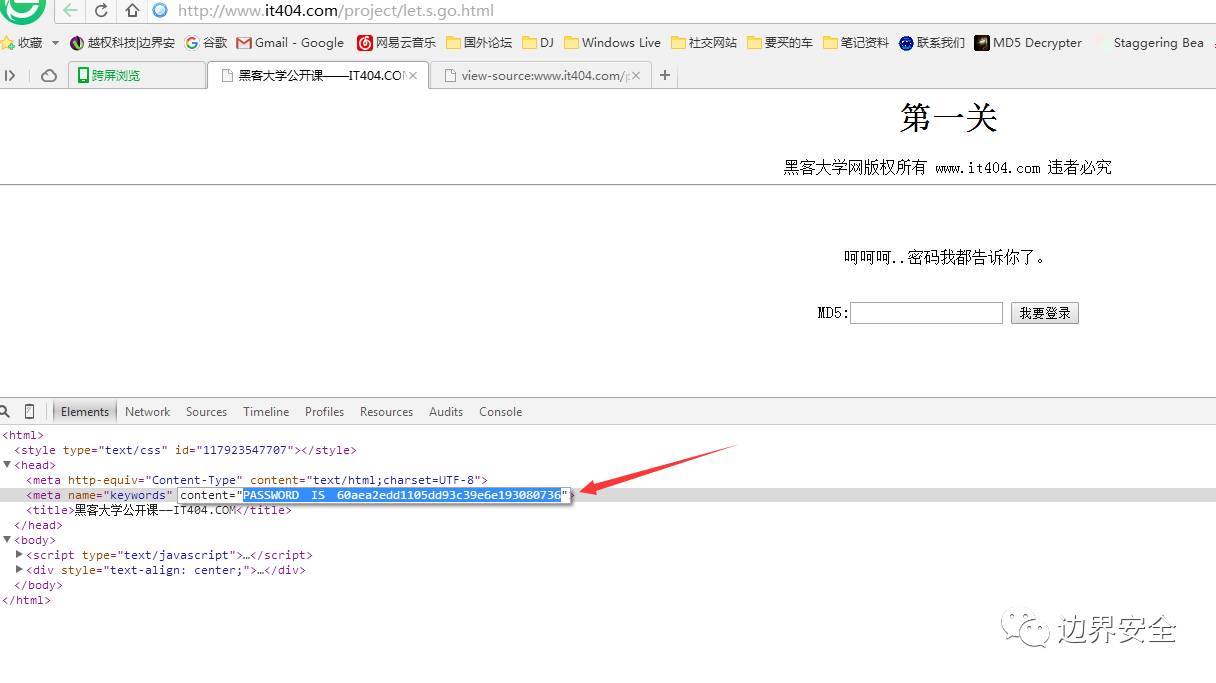 http://www.it404.com/project/let.s.go.html
收藏 越权科技|边界安 谷歌 Gmail - Google 网易云音乐 国外论坛 DJ Windows Live 社交网站 要买的车 笔记资料 联系我们 MD5 Decrypter Staggering Bea
跨屏浏览 黑客大学公开课——IT404.CO view-source:www.it404.com/p
第一关
黑客大学网版权所有 www.it404.com 违者必究
呵呵呵..密码我都告诉你了。
MD5: 我要登录
Elements Network Sources Timeline Profiles Resources Audits Console
<html>
<style type="text/css" id="117923547707"></style>
<head>
<meta http-equiv="Content-Type" content="text/html;charset=UTF-8">
<meta name="keywords" content="PASSWORD IS 60aea2edd1105dd93c39e6e193080736">
<title>黑客大学公开课——IT404.COM</title>
</head>
<body>
<script type="text/javascript">…</script>
<div style="text-align: center;">…</div>
</body>
</html>
边界安全